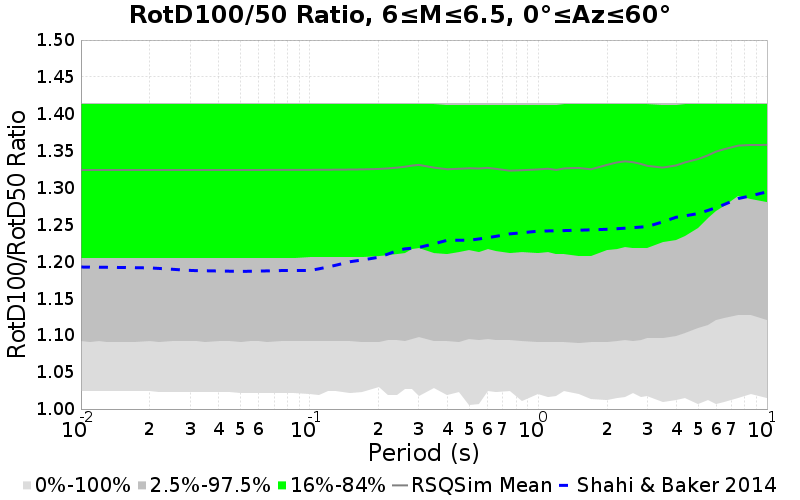 RotD100/50 Ratio, 6≤M≤6.5, 0°≤Az≤60°
RotD100/RotD50 Ratio
1.50
1.45
1.40
1.35
1.30
1.25
1.20
1.15
1.10
1.05
1.00
10^-2 2 3 4 5 6 10^-1 2 3 4 5 6 7 10^0 2 3 4 5 6 7 10^1
Period (s)
0%-100% 2.5%-97.5% 16%-84% RSQSim Mean Shahi & Baker 2014